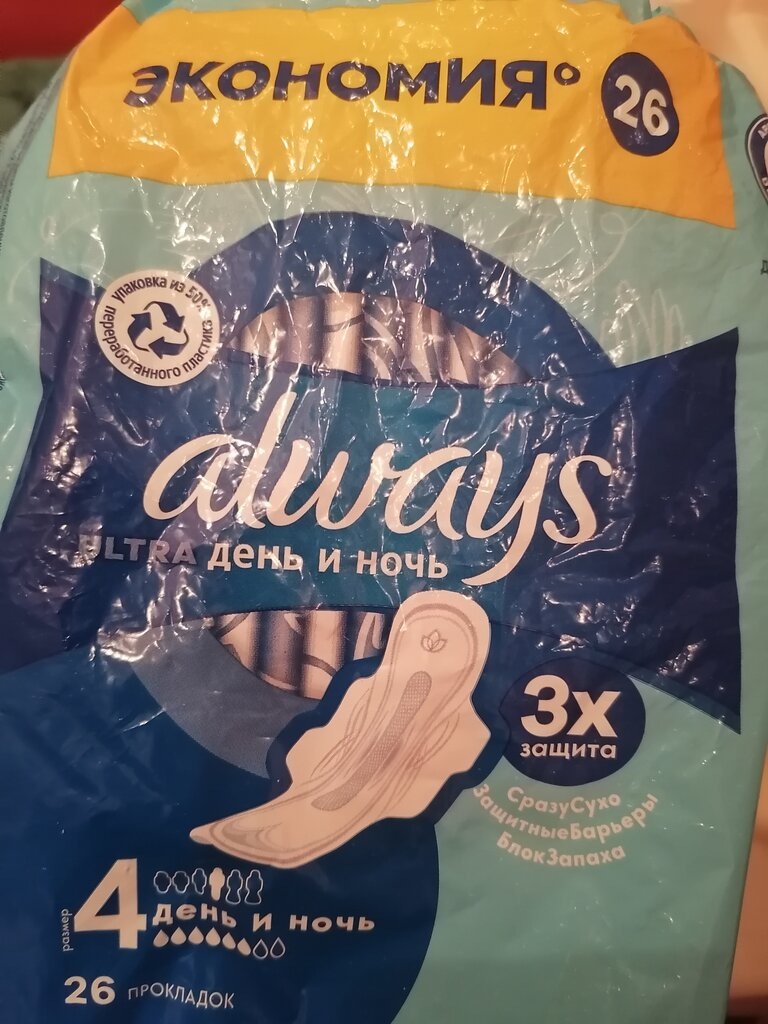 ЭКОНОМИЯ°
26
упаковка из 50%
переработанного пластика
always
ULTRA день и ночь
3x
защита
СразуСухо
ЗащитныеБарьеры
БлокЗапаха
размер
4
день и ночь
26 ПРОКЛАДОК